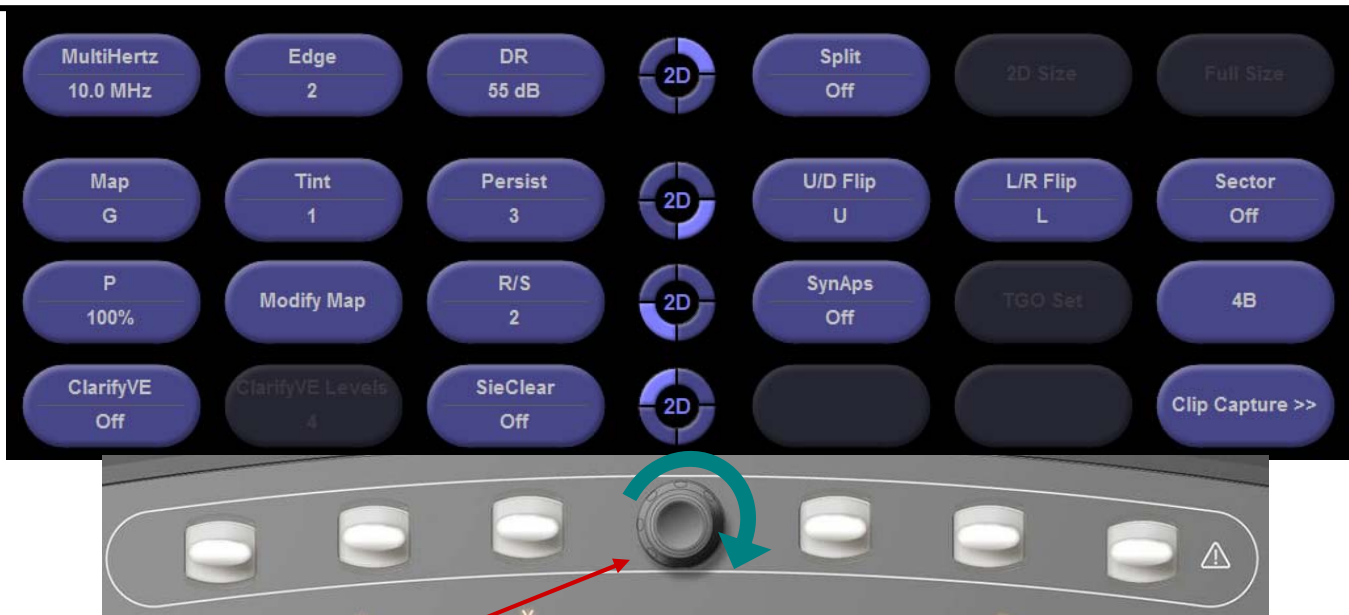 MultiHertz Edge DR Split 2D Size Full Size
10.0 MHz 2 55 dB 2D Off
Map Tint Persist U/D Flip L/R Flip Sector
G 1 3 2D U L Off
P Modify Map R/S 2D SynAps TGO Set 4B
100% 2 Off
ClarifyVE ClarifyVE Levels SieClear Clip Capture >>
Off 4 Off 2D